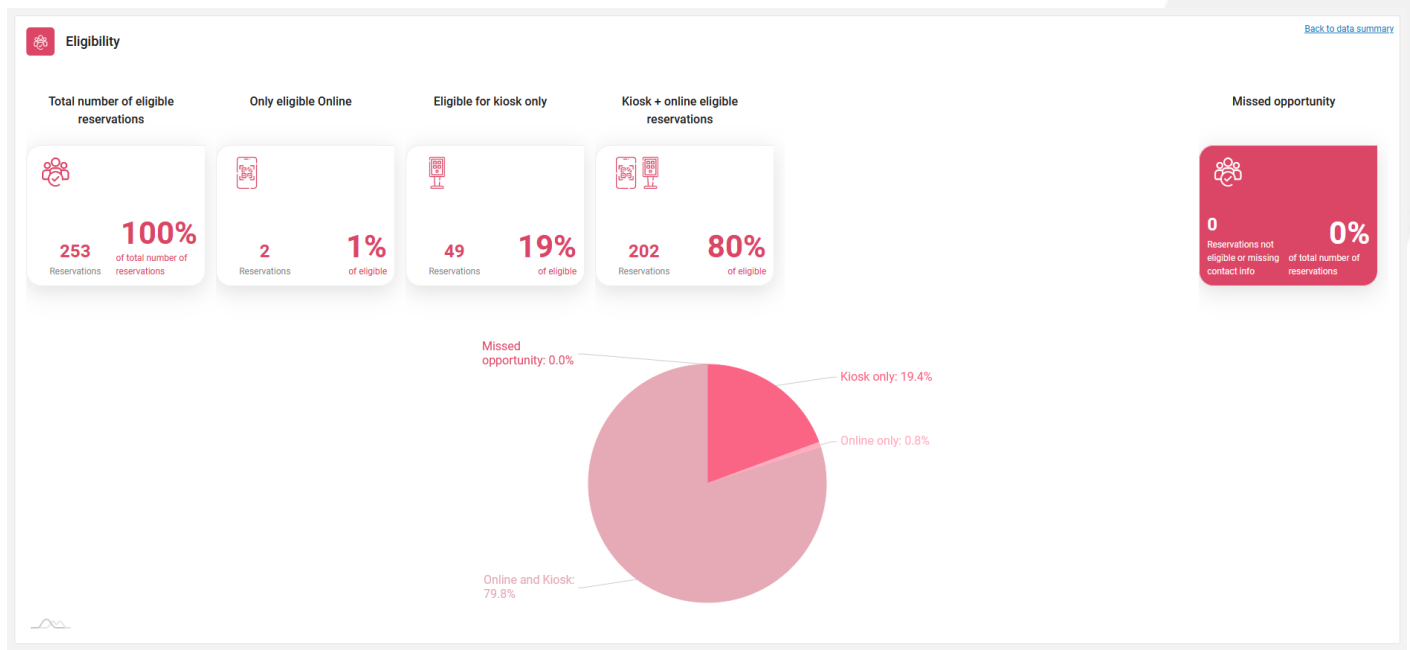 Eligibility
Back to data summary
Total number of eligible
reservations
Only eligible Online
Eligible for kiosk only
Kiosk + online eligible
reservations
Missed opportunity
253
Reservations
100%
of total number of
reservations
2
Reservations
1%
of eligible
49
Reservations
19%
of eligible
202
Reservations
80%
of eligible
0
Reservations not
eligible or missing
contact info
0%
of total number of
reservations
Missed
opportunity: 0.0%
Kiosk only: 19.4%
Online only: 0.8%
Online and Kiosk:
79.8%